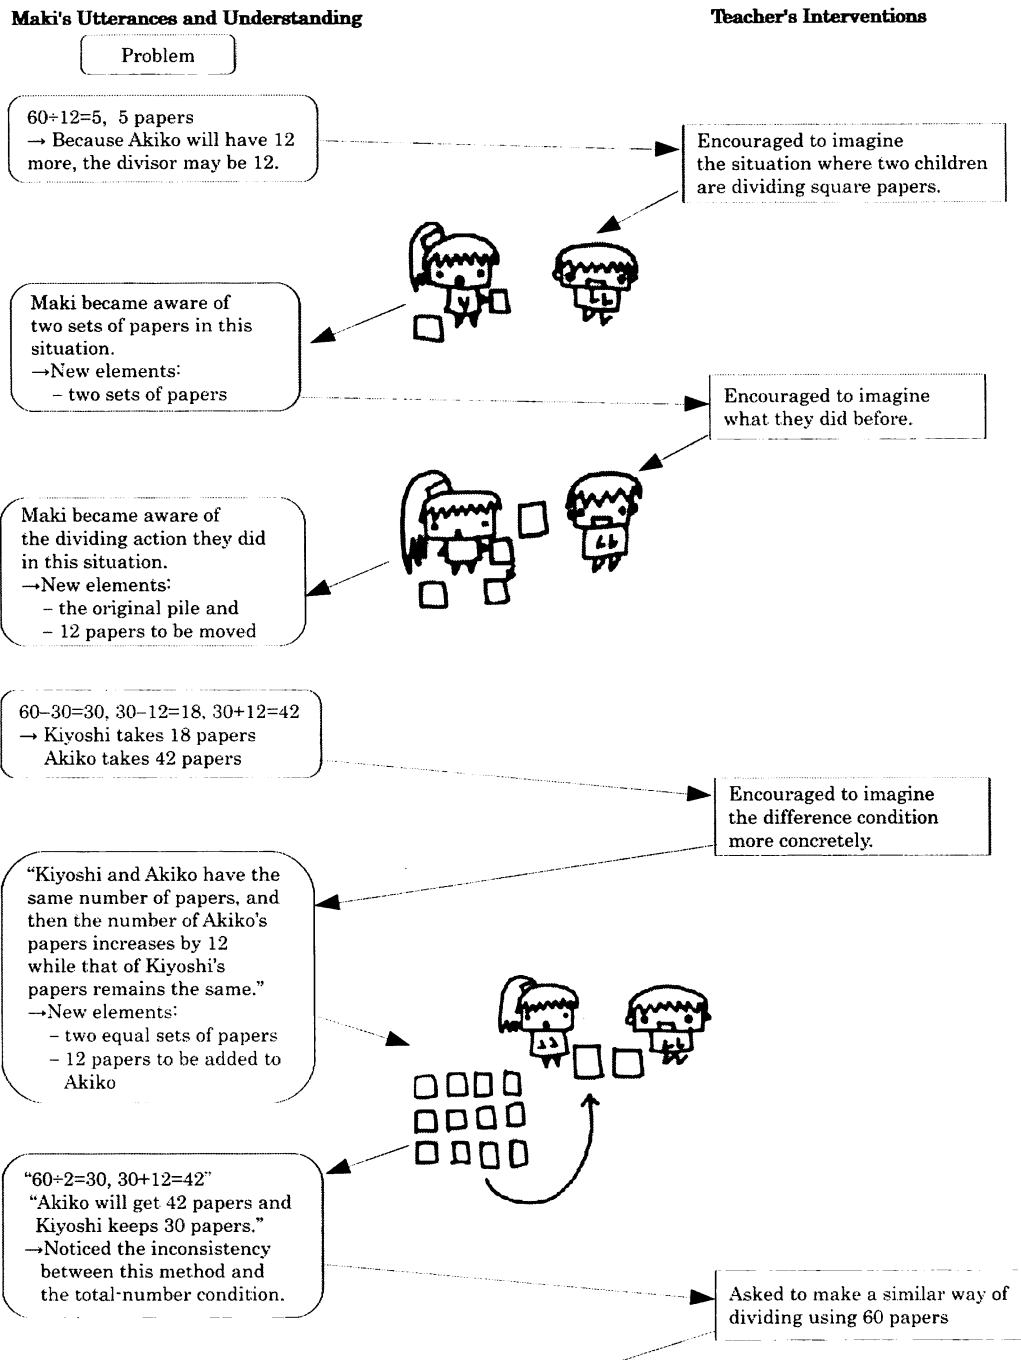 Maki's Utterances and Understanding
Teacher's Interventions
Problem
60÷12=5, 5 papers
→ Because Akiko will have 12
more, the divisor may be 12.
Encouraged to imagine
the situation where two children
are dividing square papers.
Maki became aware of
two sets of papers in this
situation.
→New elements:
– two sets of papers
Encouraged to imagine
what they did before.
Maki became aware of
the dividing action they did
in this situation.
→New elements:
– the original pile and
– 12 papers to be moved
60–30=30, 30–12=18, 30+12=42
→ Kiyoshi takes 18 papers
Akiko takes 42 papers
Encouraged to imagine
the difference condition
more concretely.
“Kiyoshi and Akiko have the
same number of papers, and
then the number of Akiko's
papers increases by 12
while that of Kiyoshi's
papers remains the same.”
→New elements:
– two equal sets of papers
– 12 papers to be added to
Akiko
“60÷2=30, 30+12=42”
“Akiko will get 42 papers and
Kiyoshi keeps 30 papers.”
→Noticed the inconsistency
between this method and
the total-number condition.
Asked to make a similar way of
dividing using 60 papers